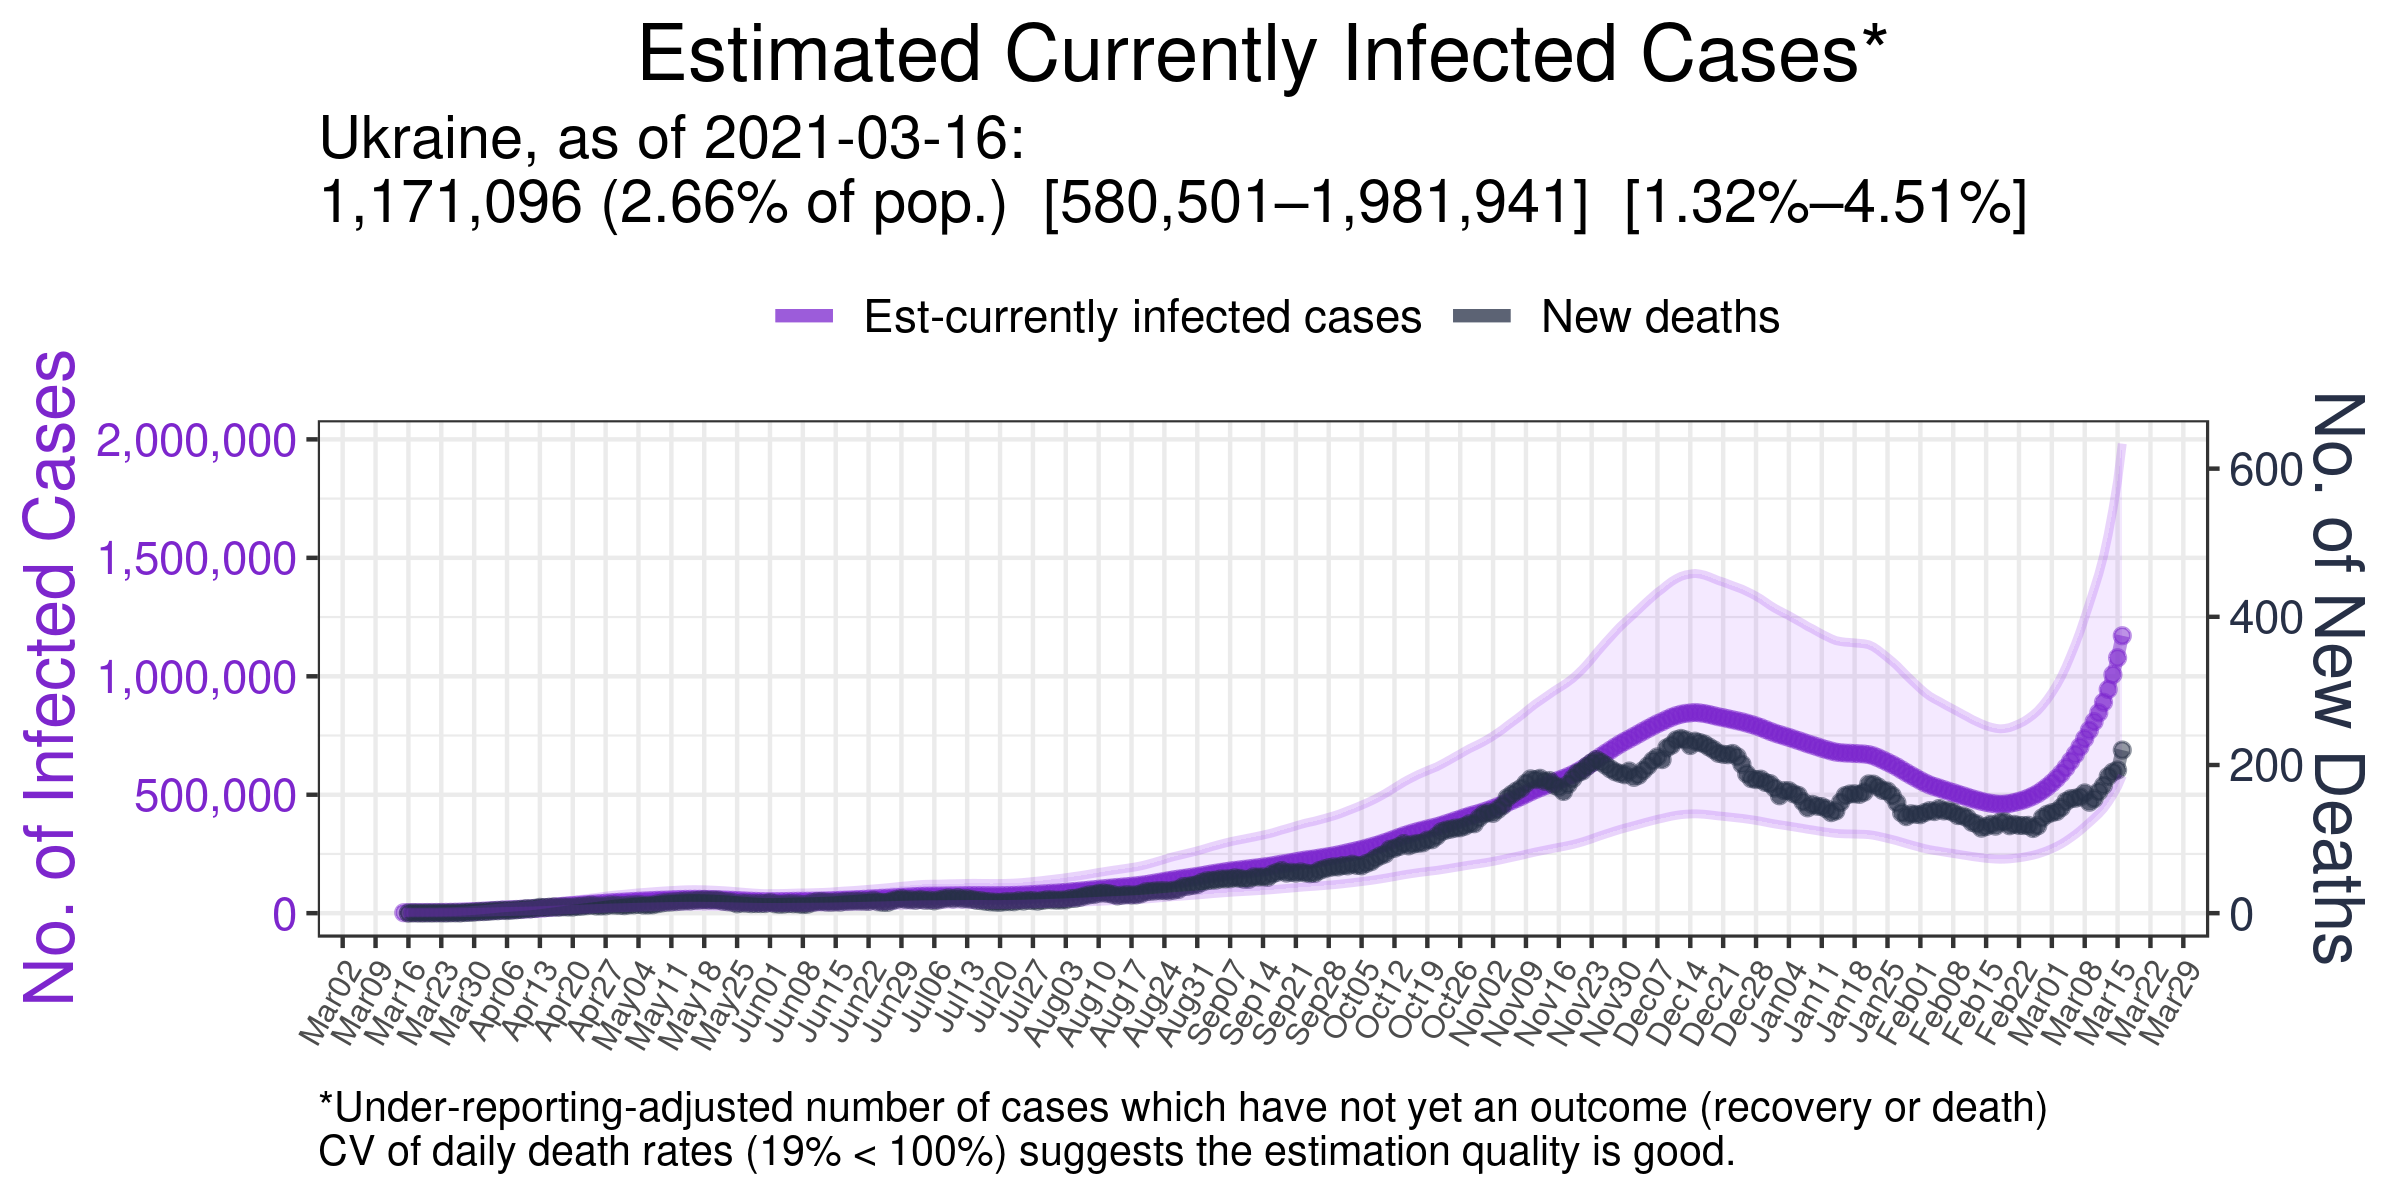 Estimated Currently Infected Cases*
Ukraine, as of 2021-03-16:
1,171,096 (2.66% of pop.) [580,501–1,981,941] [1.32%–4.51%]
Est-currently infected cases New deaths
No. of Infected Cases
2,000,000
1,500,000
1,000,000
500,000
0
No. of New Deaths
600
400
200
0
Mar02 Mar09 Mar16 Mar23 Mar30 Apr06 Apr13 Apr20 Apr27 May04 May11 May18 May25 Jun01 Jun08 Jun15 Jun22 Jun29 Jul06 Jul13 Jul20 Jul27 Aug03 Aug10 Aug17 Aug24 Aug31 Sep07 Sep14 Sep21 Sep28 Oct05 Oct12 Oct19 Oct26 Nov02 Nov09 Nov16 Nov23 Nov30 Dec07 Dec14 Dec21 Dec28 Jan04 Jan11 Jan18 Jan25 Feb01 Feb08 Feb15 Feb22 Mar01 Mar08 Mar15 Mar22 Mar29
*Under-reporting-adjusted number of cases which have not yet an outcome (recovery or death)
CV of daily death rates (19% < 100%) suggests the estimation quality is good.